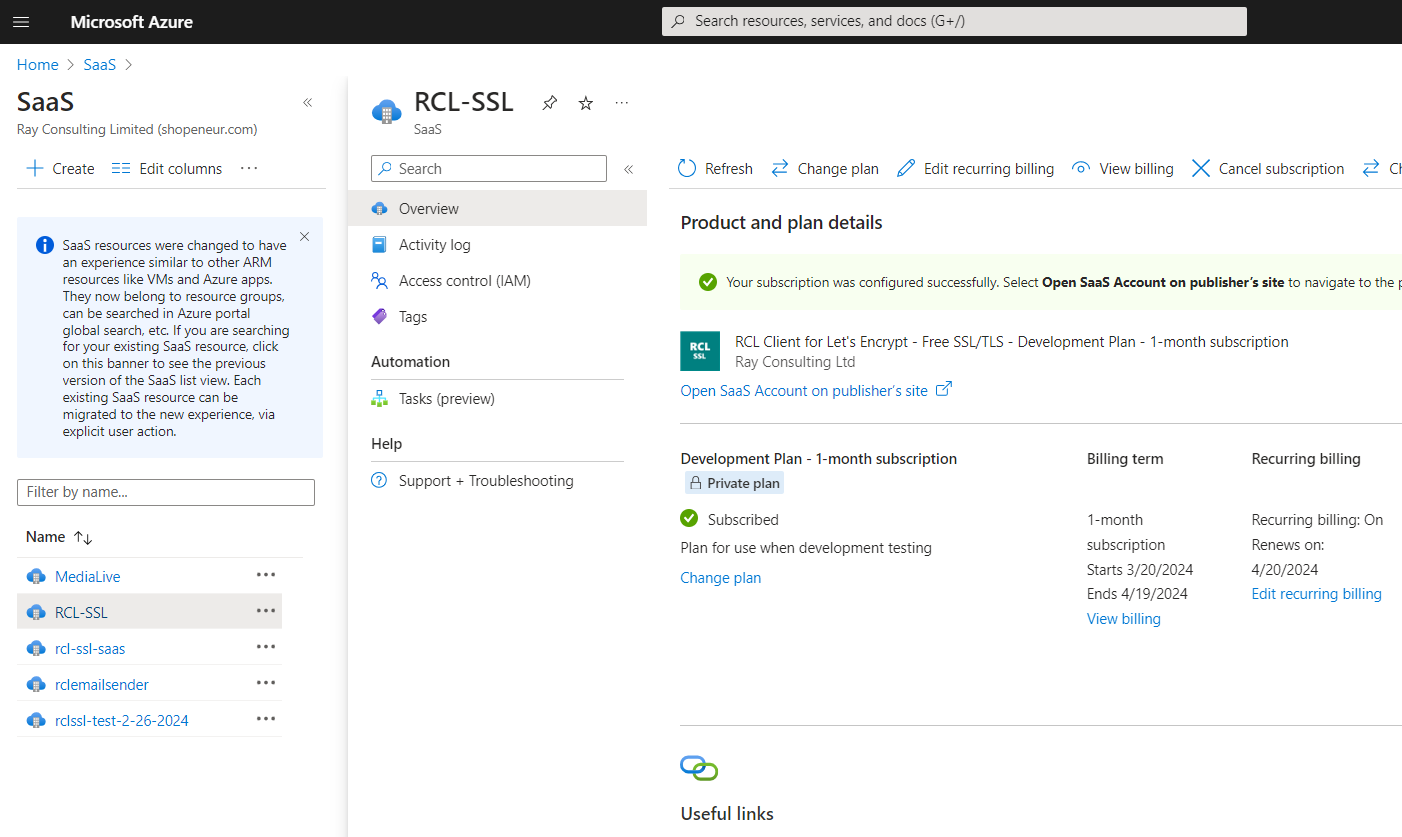 Microsoft Azure
Search resources, services, and docs (G+/)
Home > SaaS >
SaaS
Ray Consulting Limited (shopeneur.com)
Create
Edit columns
SaaS resources were changed to have
an experience similar to other ARM
resources like VMs and Azure apps.
They now belong to resource groups,
can be searched in Azure portal
global search, etc. If you are searching
for your existing SaaS resource, click
on this banner to see the previous
version of the SaaS list view. Each
existing SaaS resource can be
migrated to the new experience, via
explicit user action.
Filter by name...
Name
MediaLive
RCL-SSL
rcl-ssl-saas
rclemailsender
rclssl-test-2-26-2024
RCL-SSL
SaaS
Search
Overview
Activity log
Access control (IAM)
Tags
Automation
Tasks (preview)
Help
Support + Troubleshooting
Refresh
Change plan
Edit recurring billing
View billing
Cancel subscription
Product and plan details
Your subscription was configured successfully. Select Open SaaS Account on publisher's site to navigate to the
RCL
SSL
RCL Client for Let's Encrypt - Free SSL/TLS - Development Plan - 1-month subscription
Ray Consulting Ltd
Open SaaS Account on publisher's site
Development Plan - 1-month subscription
Private plan
Subscribed
Plan for use when development testing
Change plan
Billing term
1-month
subscription
Starts 3/20/2024
Ends 4/19/2024
View billing
Recurring billing
Recurring billing: On
Renews on:
4/20/2024
Edit recurring billing
Useful links